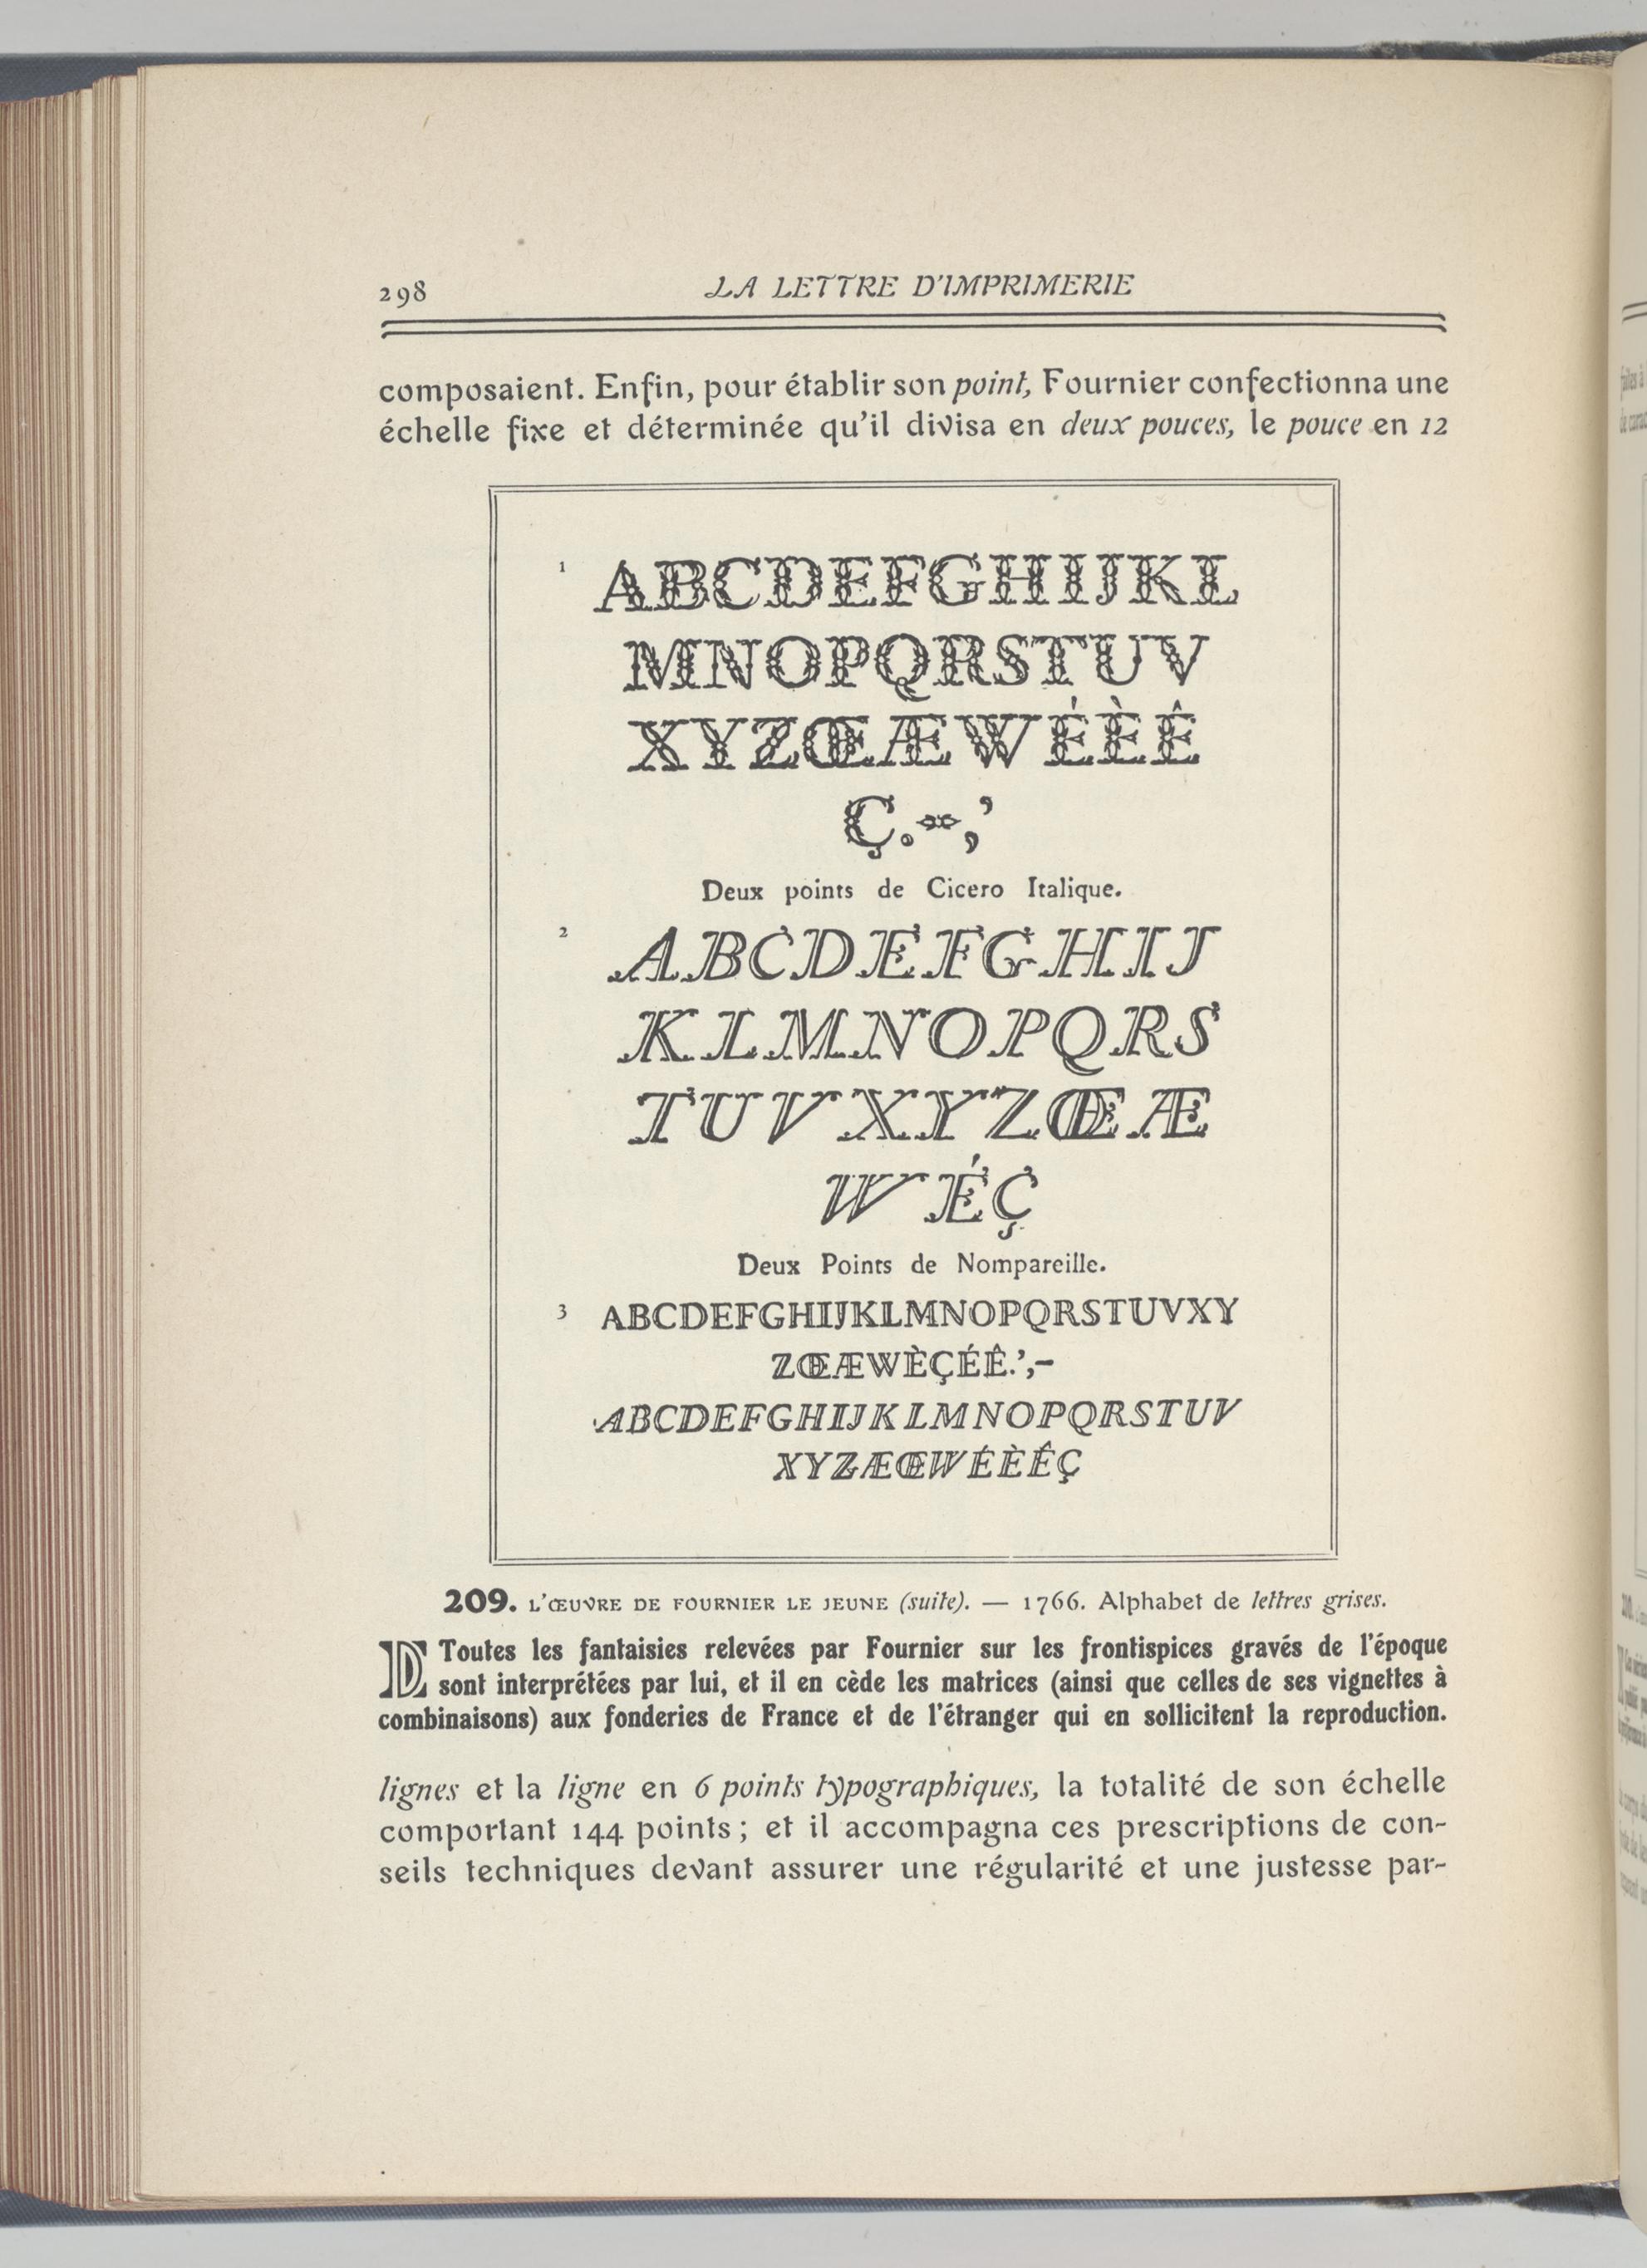 298
LA LETTRE D'IMPRIMERIE
composaient. Enfin, pour établir son point, Fournier confectionna une
échelle fixe et déterminée qu'il divisa en deux pouces, le pouce en 12
1 ABCDEFGHIJKL
MNOPQRSTUV
XYZŒÆWÉÈÊ
Ç.-,’
Deux points de Cicero Italique.
2 ABCDEFGHIJ
KLMNOPQRS
TUVXYZŒÆ
WÉÇ
Deux Points de Nompareille.
3 ABCDEFGHIJKLMNOPQRSTUVXY
ZŒÆWÈÇÉÊ.’,-
ABCDEFGHIJKLMNOPQRSTUV
XYZÆŒWÉÈÊÇ
209. L'ŒUVRE DE FOURNIER LE JEUNE (suite). — 1766. Alphabet de lettres grises.
D Toutes les fantaisies relevées par Fournier sur les frontispices gravés de l'époque
sont interprétées par lui, et il en cède les matrices (ainsi que celles de ses vignettes à
combinaisons) aux fonderies de France et de l'étranger qui en sollicitent la reproduction.
lignes et la ligne en 6 points typographiques, la totalité de son échelle
comportant 144 points; et il accompagna ces prescriptions de con-
seils techniques devant assurer une régularité et une justesse par-